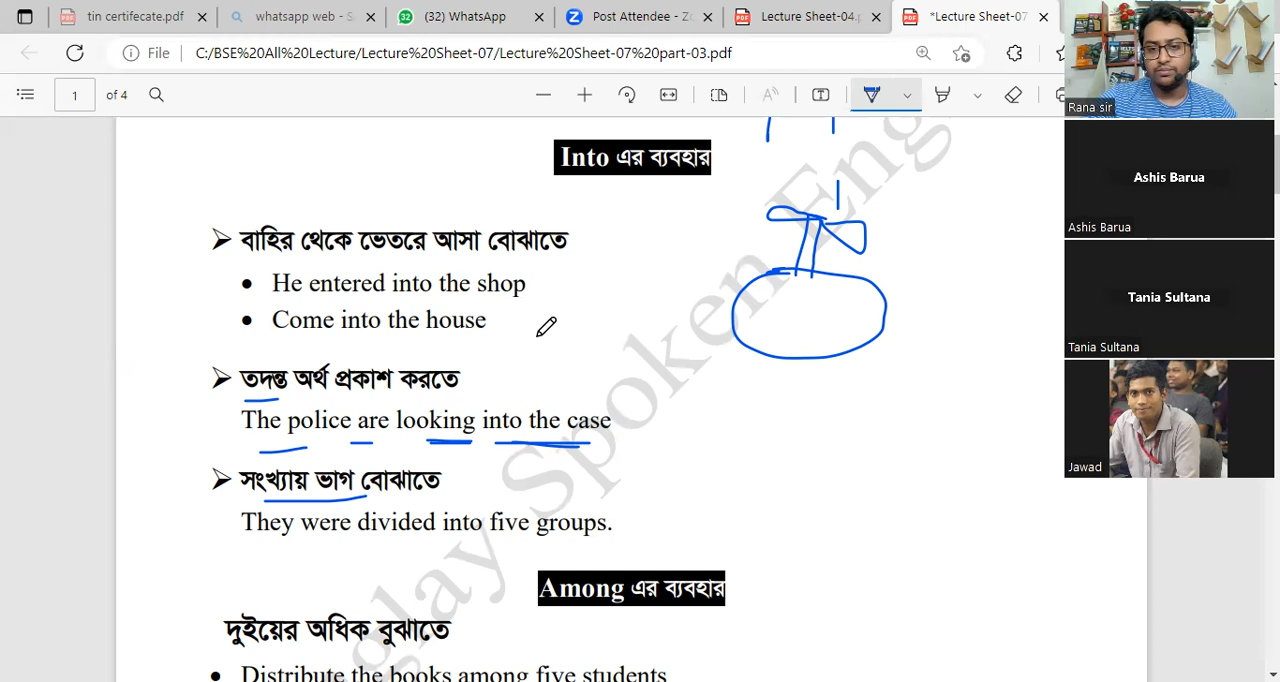 tin certifecate.pdf
whatsapp web - S
(32) WhatsApp
Post Attendee - Zo
Lecture Sheet-04.
*Lecture Sheet-07
File
C:/BSE%20All%20Lecture/Lecture%20Sheet-07/Lecture%20Sheet-07%20part-03.pdf
1 of 4
Into এর ব্যবহার
বাহির থেকে ভেতরে আসা বোঝাতে
He entered into the shop
Come into the house
তদন্ত অর্থ প্রকাশ করতে
The police are looking into the case
সংখ্যায় ভাগ বোঝাতে
They were divided into five groups.
Among এর ব্যবহার
দুইয়ের অধিক বুঝাতে
Distribute the books among five students
glay Spoken Eng
Rana sir
Ashis Barua
Ashis Barua
Tania Sultana
Tania Sultana
Jawad